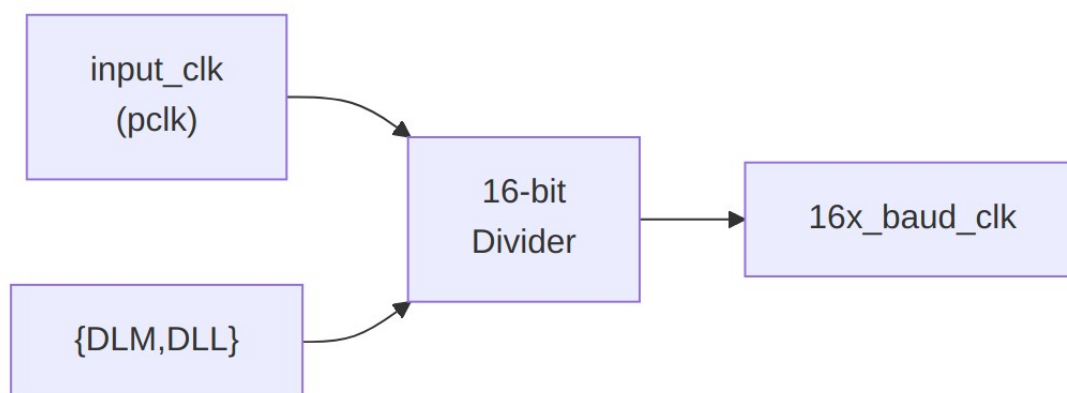 input_clk
(pclk)
16-bit
Divider
16x_baud_clk
{DLM,DLL}